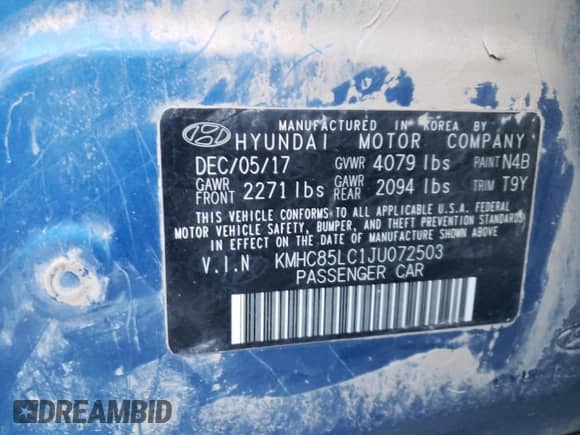 MANUFACTURED IN KOREA BY
HYUNDAI MOTOR COMPANY
DEC/05/17 GVWR 4079 lbs PAINT N4B
GAWR FRONT 2271 lbs GAWR REAR 2094 lbs TRIM T9Y
THIS VEHICLE CONFORMS TO ALL APPLICABLE U.S.A. FEDERAL
MOTOR VEHICLE SAFETY, BUMPER, AND THEFT PREVENTION STANDARDS
IN EFFECT ON THE DATE OF MANUFACTURE SHOWN ABOVE.
V.I.N KMHC85LC1JU072503
PASSENGER CAR
DREAMBID